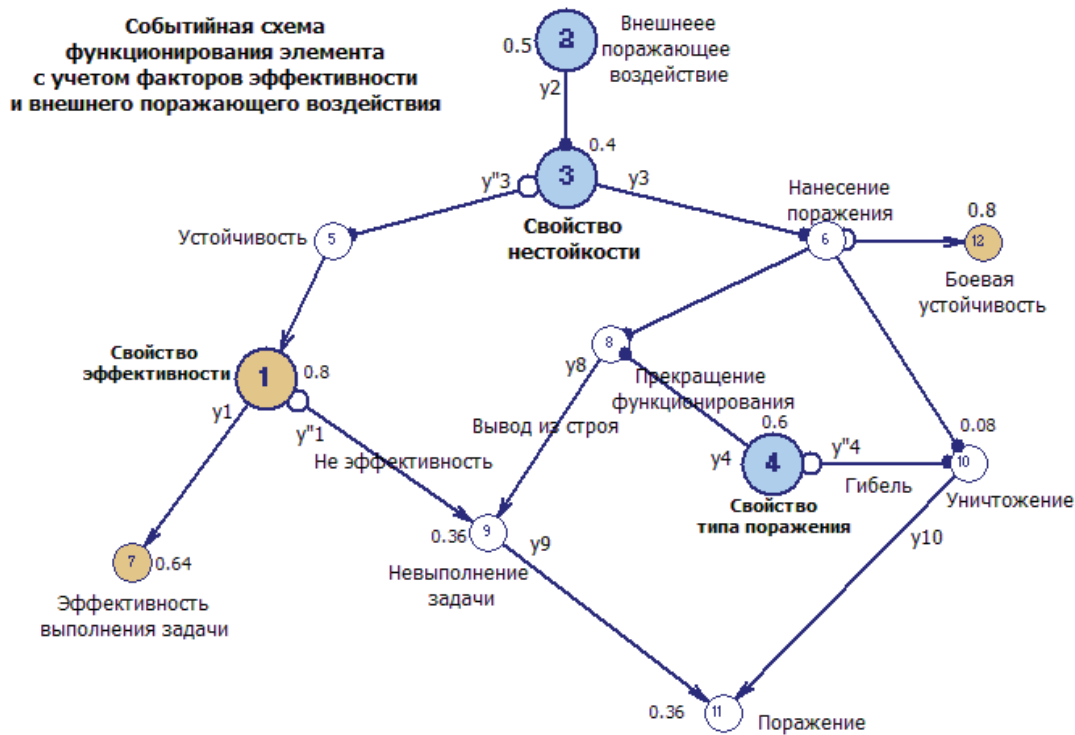 Событийная схема
функционирования элемента
с учетом факторов эффективности
и внешнего поражающего воздействия
0.5
2
Внешнеее
поражающее
воздействие
y2
0.4
y"3
3
y3
Свойство
нестойкости
Нанесение
поражения
0.8
Устойчивость
5
6
12
Боевая
устойчивость
Свойство
эффективности
1
0.8
8
y8
Прекращение
функционирования
y1
y"1
Вывод из строя
0.6
0.08
Не эффективность
y4
4
y"4
10
Гибель
Уничтожение
Свойство
типа поражения
0.36
9
y9
y10
7
0.64
Невыполнение
задачи
Эффективность
выполнения задачи
0.36
11
Поражение